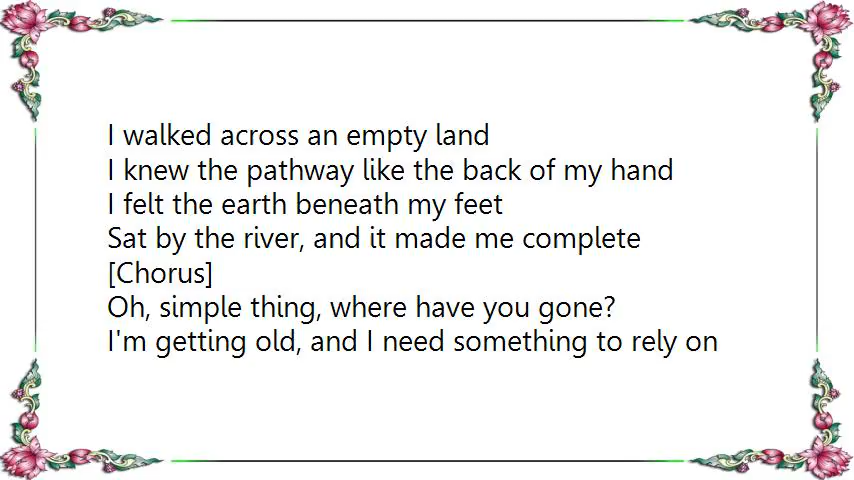 I walked across an empty land
I knew the pathway like the back of my hand
I felt the earth beneath my feet
Sat by the river, and it made me complete
[Chorus]
Oh, simple thing, where have you gone?
I'm getting old, and I need something to rely on